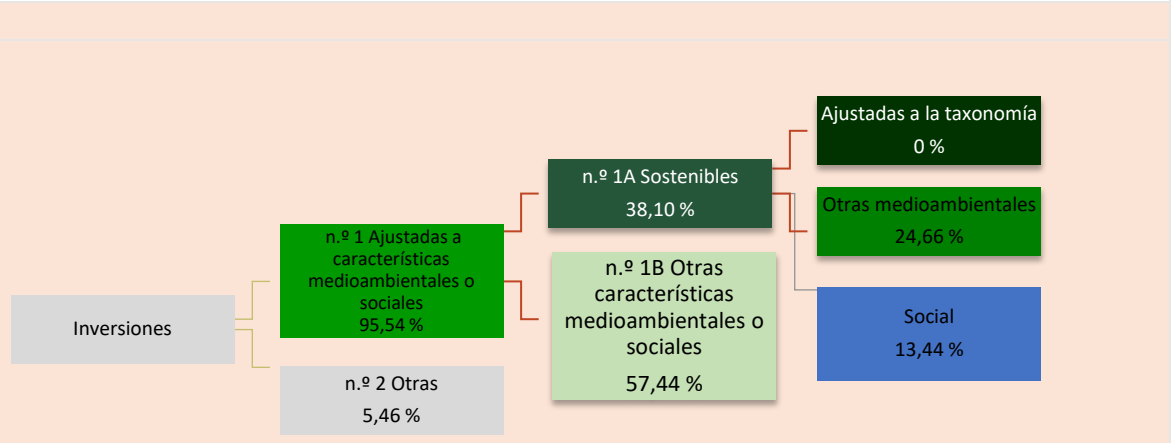 Inversiones
n.º 1 Ajustadas a
características
medioambientales o
sociales
95,54 %
n.º 2 Otras
5,46 %
n.º 1A Sostenibles
38,10 %
n.º 1B Otras
características
medioambientales o
sociales
57,44 %
Ajustadas a la taxonomía
0 %
Otras medioambientales
24,66 %
Social
13,44 %